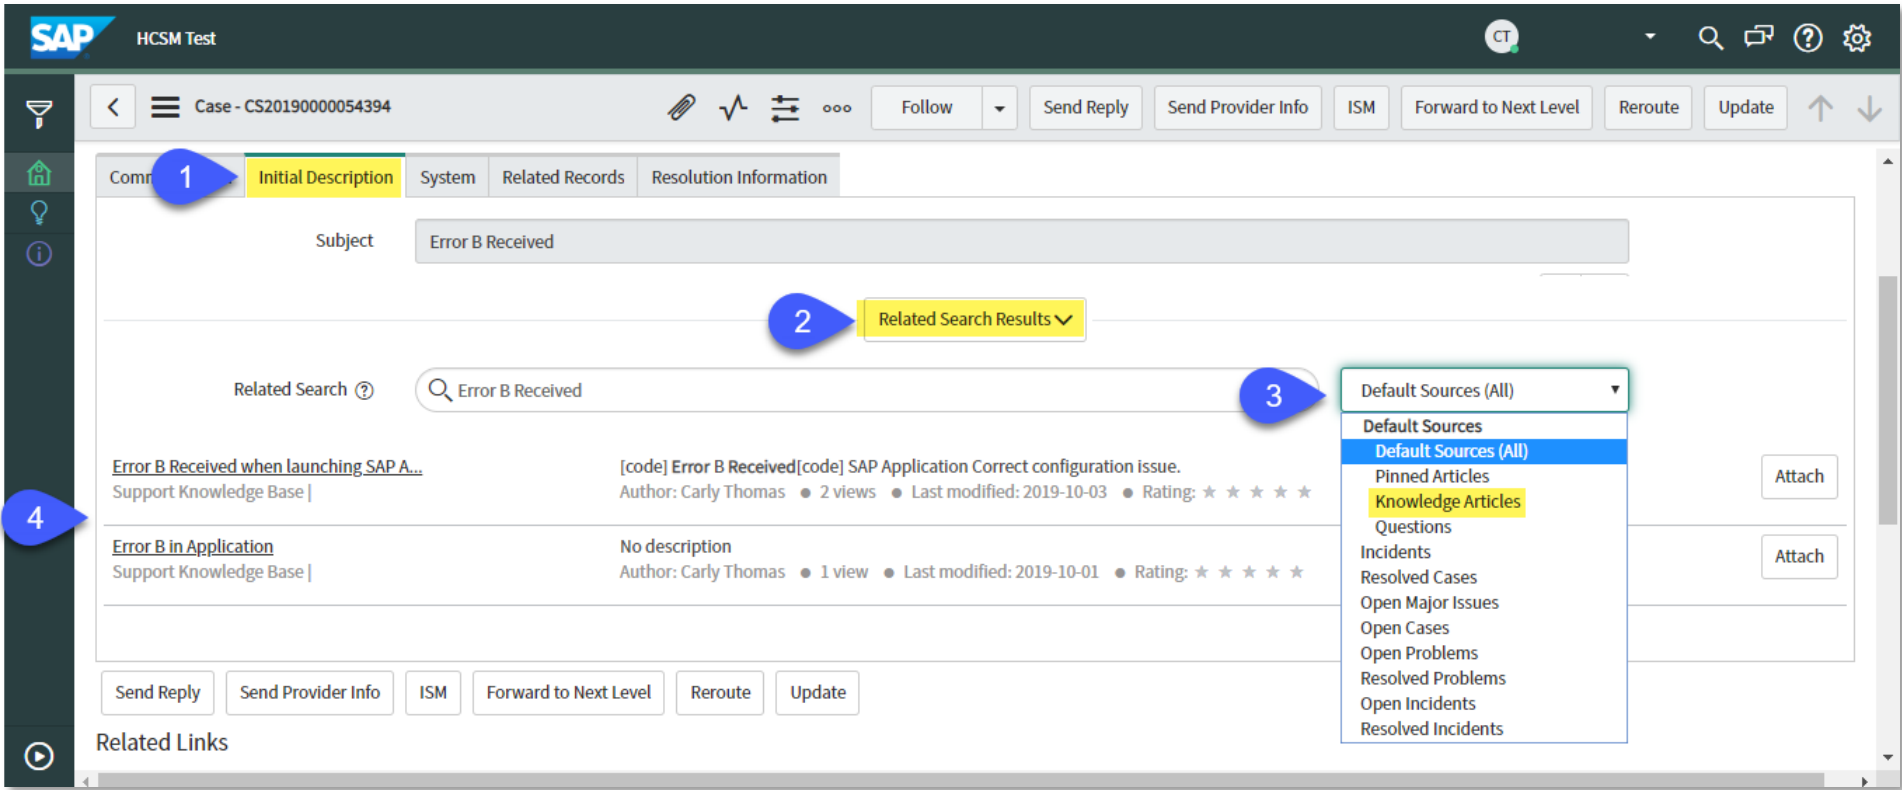 SAP HCSM Test CT
Case - CS20190000054394 Follow Send Reply Send Provider Info ISM Forward to Next Level Reroute Update
Comm 1 Initial Description System Related Records Resolution Information
Subject Error B Received
2 Related Search Results
Related Search ? Error B Received 3 Default Sources (All)
Default Sources
Default Sources (All)
Pinned Articles
Knowledge Articles
Questions
Incidents
Resolved Cases
Open Major Issues
Open Cases
Open Problems
Resolved Problems
Open Incidents
Resolved Incidents
Error B Received when launching SAP A... [code] Error B Received[code] SAP Application Correct configuration issue. Attach
Support Knowledge Base | Author: Carly Thomas ● 2 views ● Last modified: 2019-10-03 ● Rating: ★ ★ ★ ★ ★
4
Error B in Application No description Attach
Support Knowledge Base | Author: Carly Thomas ● 1 view ● Last modified: 2019-10-01 ● Rating: ★ ★ ★ ★ ★
Send Reply Send Provider Info ISM Forward to Next Level Reroute Update
Related Links